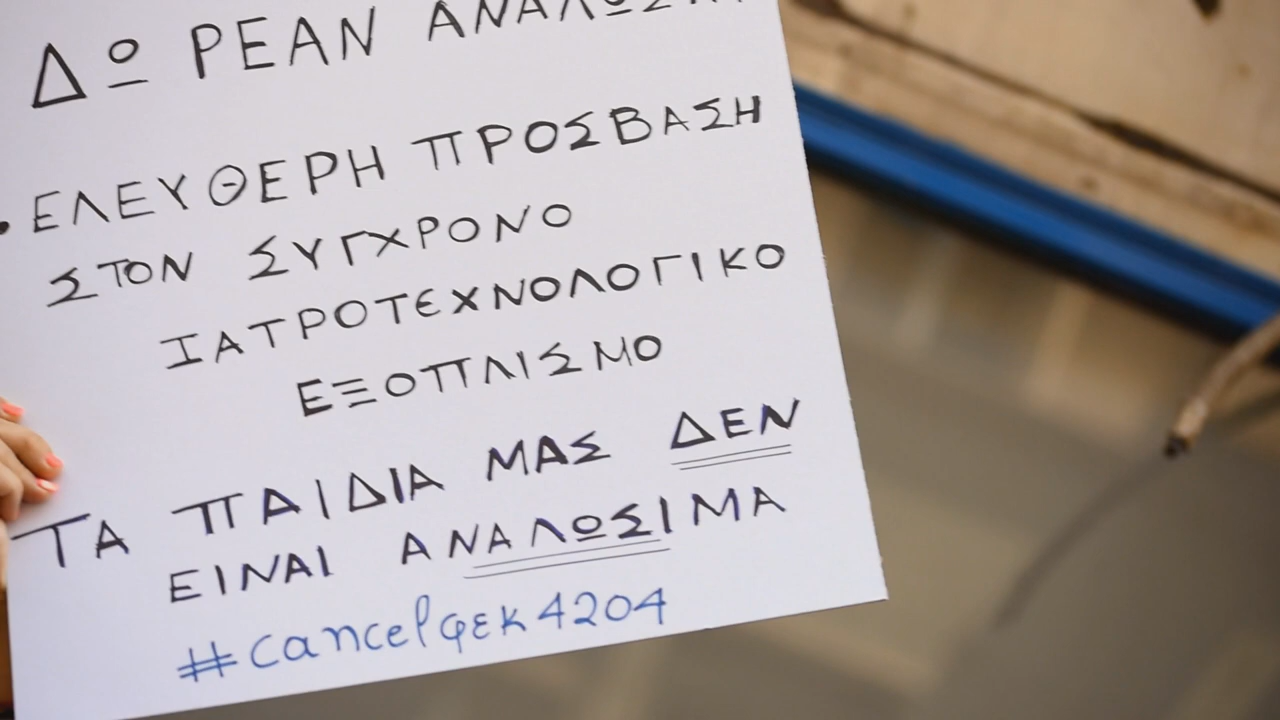 ΔΩΡΕΑΝ
• ΕΛΕΥΘΕΡΗ ΠΡΟΣΒΑΣΗ
ΣΤΟΝ ΣΥΓΧΡΟΝΟ
ΙΑΤΡΟΤΕΧΝΟΛΟΓΙΚΟ
ΕΞΟΠΛΙΣΜΟ
ΤΑ ΠΑΙΔΙΑ ΜΑΣ ΔΕΝ
ΕΙΝΑΙ ΑΝΑΛΩΣΙΜΑ
#cancelφεκ4204